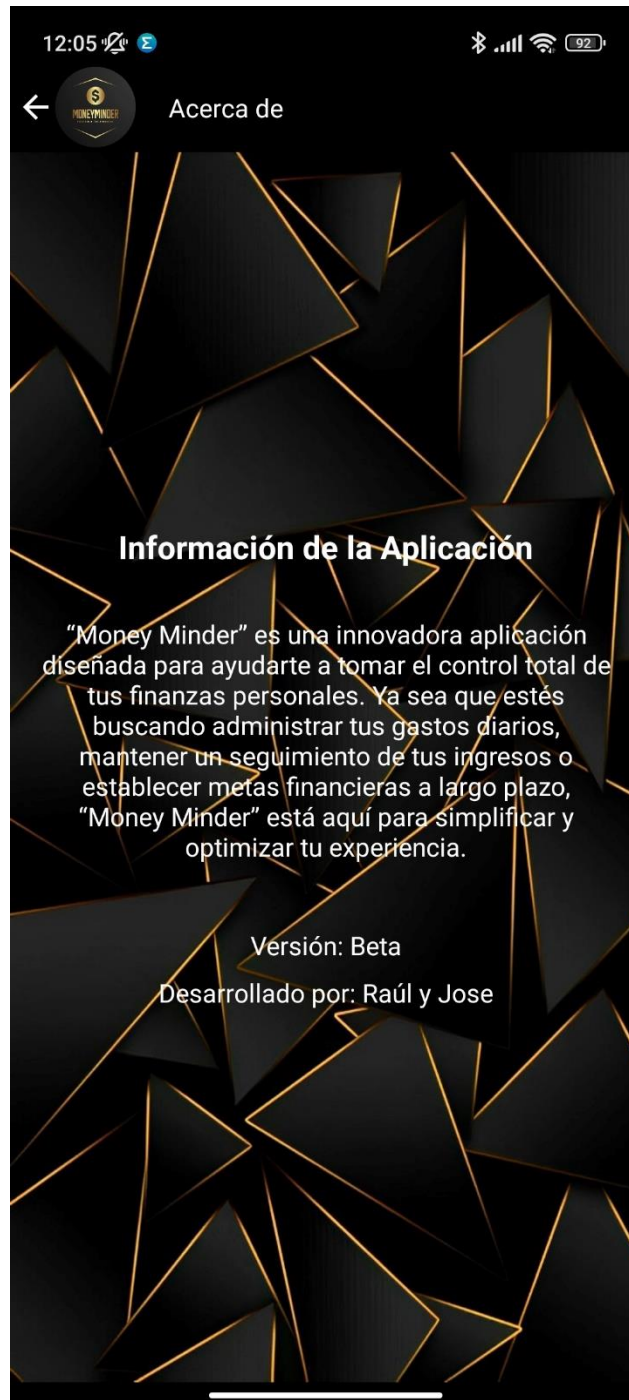 12:05
92
MONEYMINDER
Acerca de
Información de la Aplicación
“Money Minder” es una innovadora aplicación
diseñada para ayudarte a tomar el control total de
tus finanzas personales. Ya sea que estés
buscando administrar tus gastos diarios,
mantener un seguimiento de tus ingresos o
establecer metas financieras a largo plazo,
“Money Minder” está aquí para simplificar y
optimizar tu experiencia.
Versión: Beta
Desarrollado por: Raúl y Jose